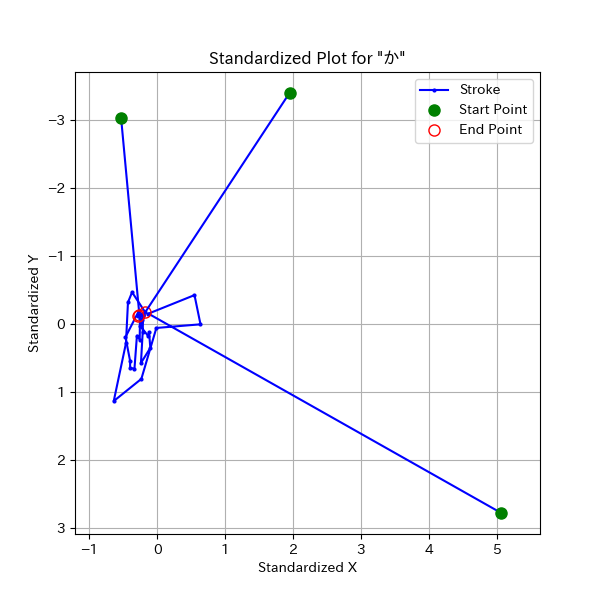 Standardized Plot for "か"
Stroke
Start Point
End Point
Standardized Y
−3
−2
−1
0
1
2
3
−1 0 1 2 3 4 5
Standardized X